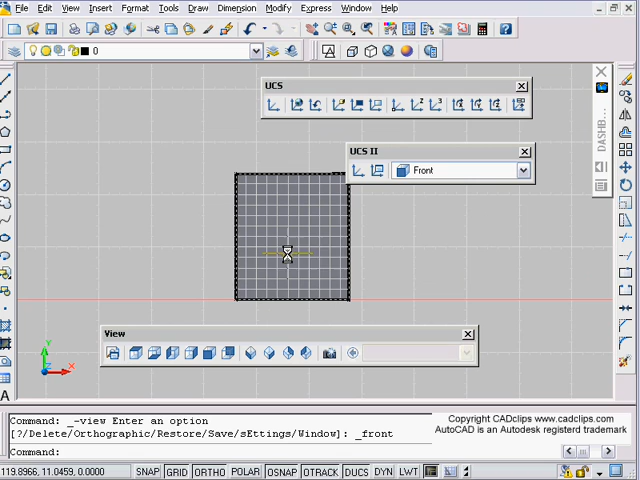 File Edit View Insert Format Tools Draw Dimension Modify Express Window Help
0
UCS
UCS II
Front
DASHB...
View
Y
X
Command: _-view Enter an option
[?/Delete/Orthographic/Restore/Save/sEttings/Window]: _front
Copyright CADclips www.cadclips.com
AutoCAD is an Autodesk registerd trademark
Command:
119.8966, 11.0459, 0.0000 SNAP GRID ORTHO POLAR OSNAP OTRACK DUCS DYN LWT